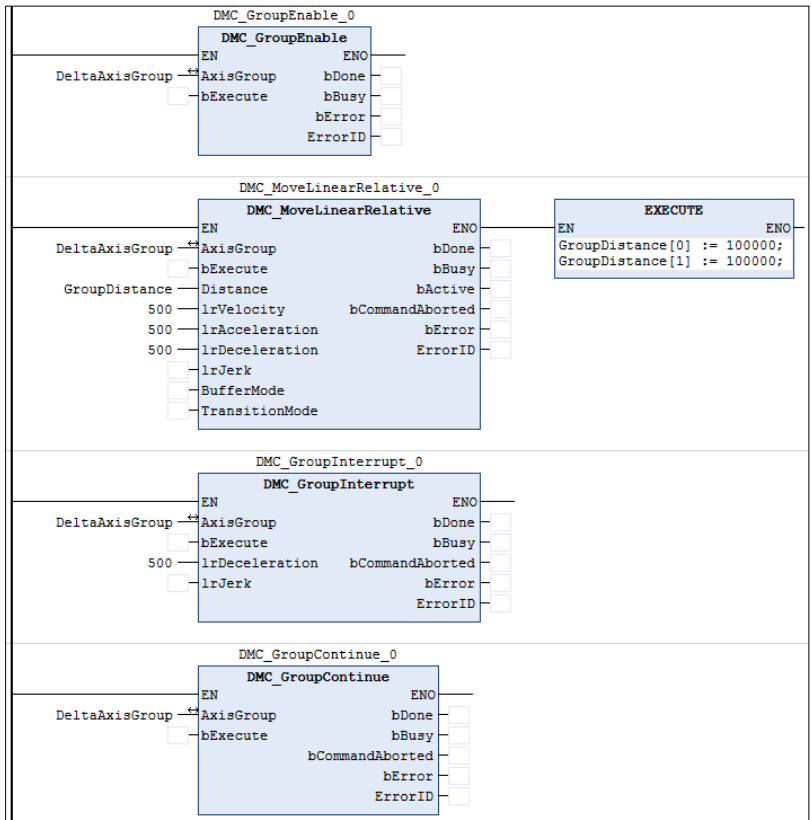 DMC_GroupEnable_0
DMC_GroupEnable
EN ENO
DeltaAxisGroup AxisGroup bDone
bExecute bBusy
bError
ErrorID
DMC_MoveLinearRelative_0
DMC_MoveLinearRelative EXECUTE
EN ENO EN ENO
DeltaAxisGroup AxisGroup bDone GroupDistance[0] := 100000;
bExecute bBusy GroupDistance[1] := 100000;
GroupDistance Distance bActive
500 lrVelocity bCommandAborted
500 lrAcceleration bError
500 lrDeceleration ErrorID
lrJerk
BufferMode
TransitionMode
DMC_GroupInterrupt_0
DMC_GroupInterrupt
EN ENO
DeltaAxisGroup AxisGroup bDone
bExecute bBusy
500 lrDeceleration bCommandAborted
lrJerk bError
ErrorID
DMC_GroupContinue_0
DMC_GroupContinue
EN ENO
DeltaAxisGroup AxisGroup bDone
bExecute bBusy
bCommandAborted
bError
ErrorID